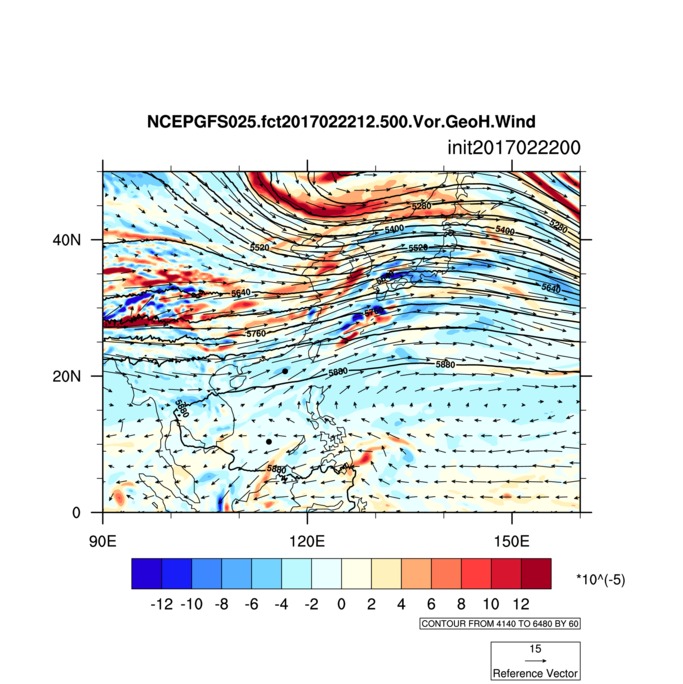 NCEPGFS025.fct2017022212.500.Vor.GeoH.Wind
init2017022200
5280
5400
5280
5400
5520
5520
40N
5640
5640
5760
5880
5880
20N
5880
5880
0
90E 120E 150E
-12 -10 -8 -6 -4 -2 0 2 4 6 8 10 12
*10^(-5)
CONTOUR FROM 4140 TO 6480 BY 60
15
Reference Vector